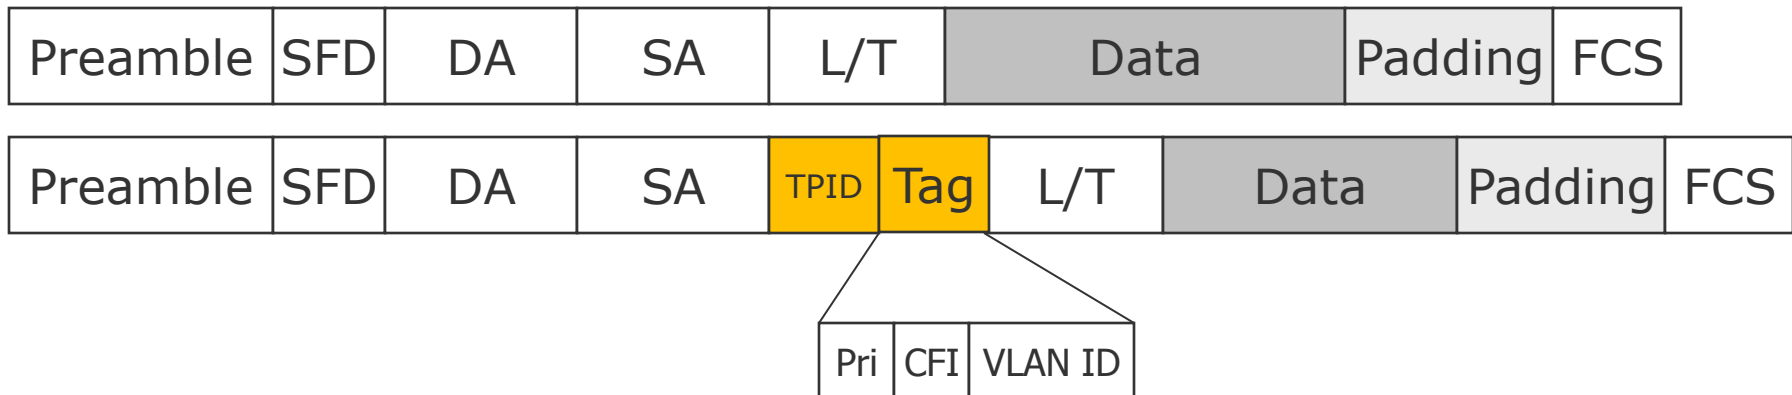 Preamble SFD DA SA L/T Data Padding FCS
Preamble SFD DA SA TPID Tag L/T Data Padding FCS
Pri CFI VLAN ID